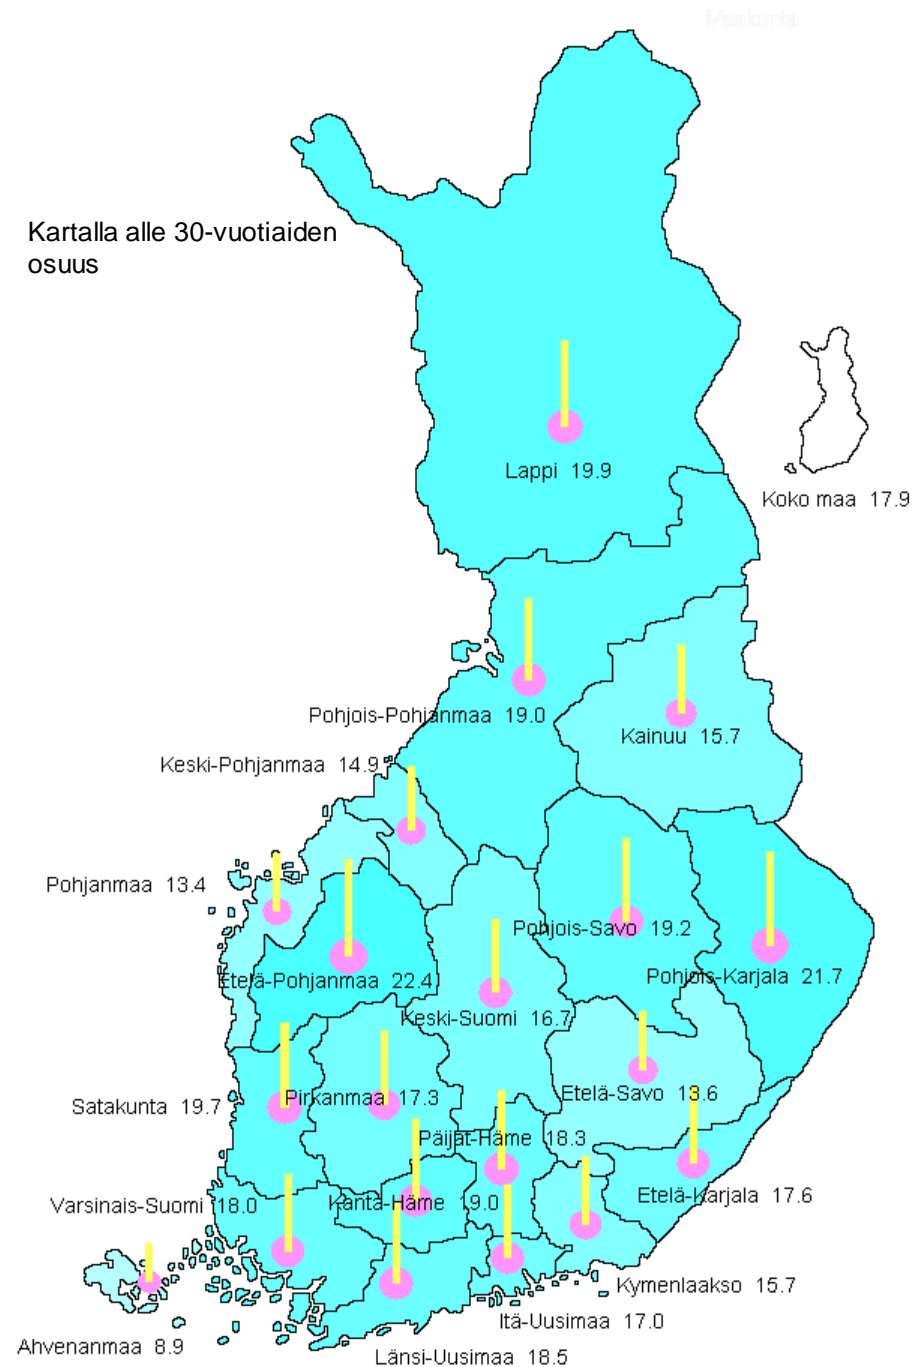 Maakunta
Kartalla alle 30-vuotiaiden
osuus
Lappi 19.9
Koko maa 17.9
Pohjois-Pohjanmaa 19.0
Kainuu 15.7
Keski-Pohjanmaa 14.9
Pohjanmaa 13.4
Pohjois-Savo 19.2
Etelä-Pohjanmaa 22.4
Pohjois-Karjala 21.7
Keski-Suomi 16.7
Etelä-Savo 13.6
Pirkanmaa 17.3
Satakunta 19.7
Päijät-Häme 18.3
Etelä-Karjala 17.6
Kanta-Häme 19.0
Varsinais-Suomi 18.0
Kymenlaakso 15.7
Itä-Uusimaa 17.0
Ahvenanmaa 8.9
Länsi-Uusimaa 18.5